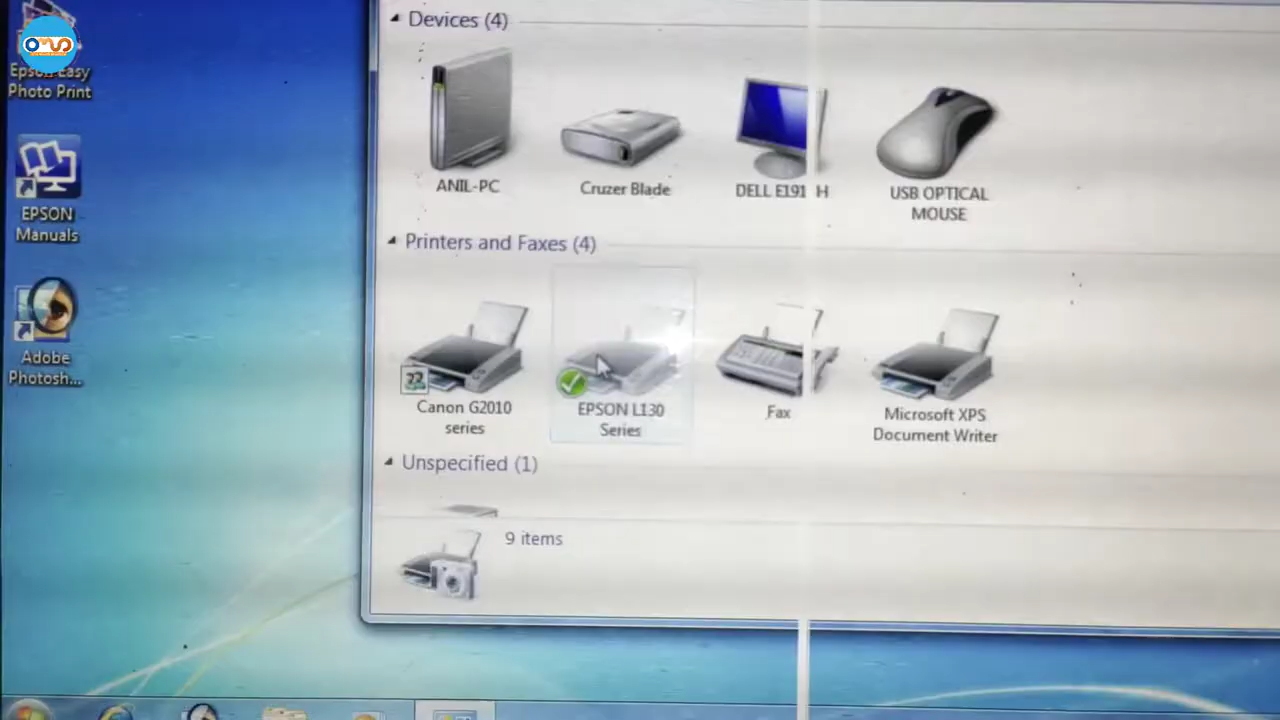 Epson Easy
Photo Print
EPSON
Manuals
Adobe
Photosh...
Devices (4)
ANIL-PC
Cruzer Blade
DELL E191 H
USB OPTICAL
MOUSE
Printers and Faxes (4)
Canon G2010
series
EPSON L130
Series
Fax
Microsoft XPS
Document Writer
Unspecified (1)
9 items